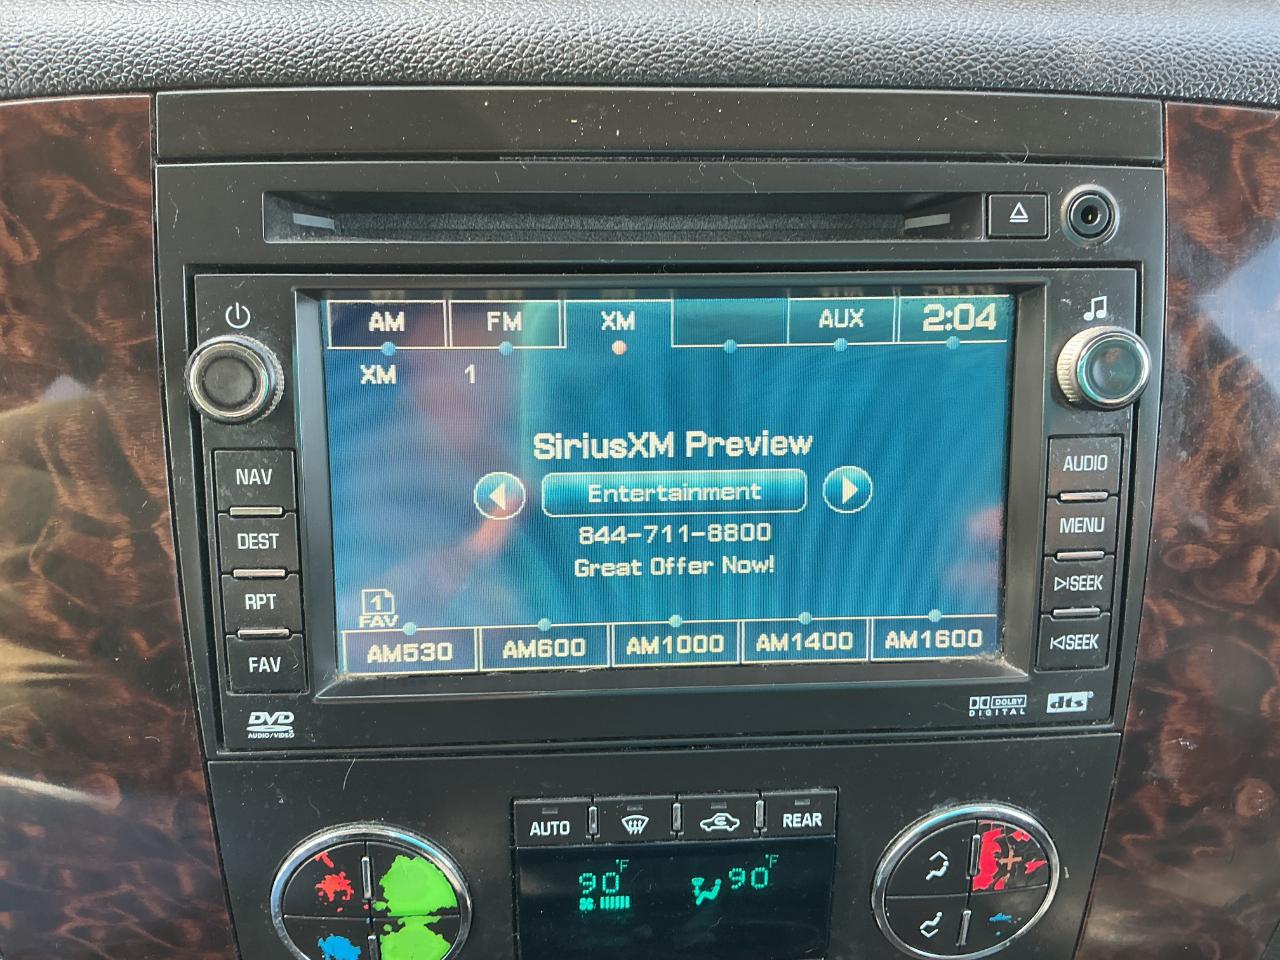 AM FM XM AUX 2:04
XM 1
SiriusXM Preview
Entertainment
844-711-8800
Great Offer Now!
1
FAV
AM530 AM600 AM1000 AM1400 AM1600
NAV
DEST
RPT
FAV
AUDIO
MENU
SEEK
SEEK
DVD
AUDIO/VIDEO
DOLBY
DIGITAL
dts
AUTO REAR
90°F 90°F